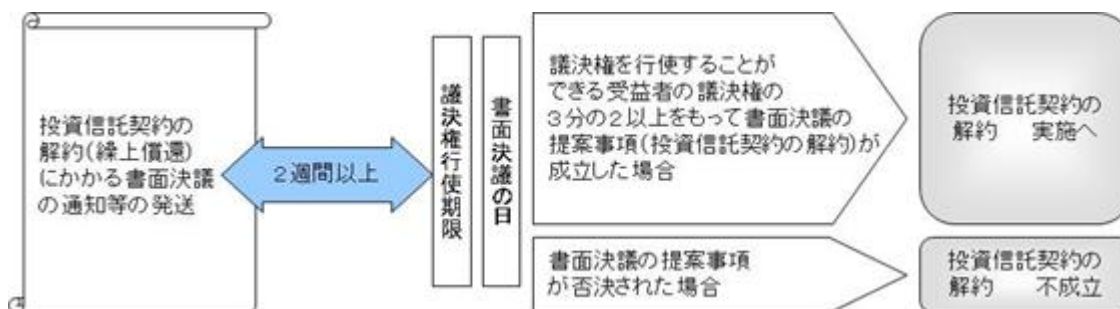 投資信託契約の
解約(繰上償還)
にかかる書面決議
の通知等の発送
2週間以上
議決権行使期限
書面決議の日
議決権を行使することが
できる受益者の議決権の
3分の2以上をもって書面決議の
提案事項(投資信託契約の解約)が
成立した場合
投資信託契約の
解約　実施へ
書面決議の提案事項
が否決された場合
投資信託契約の
解約　不成立